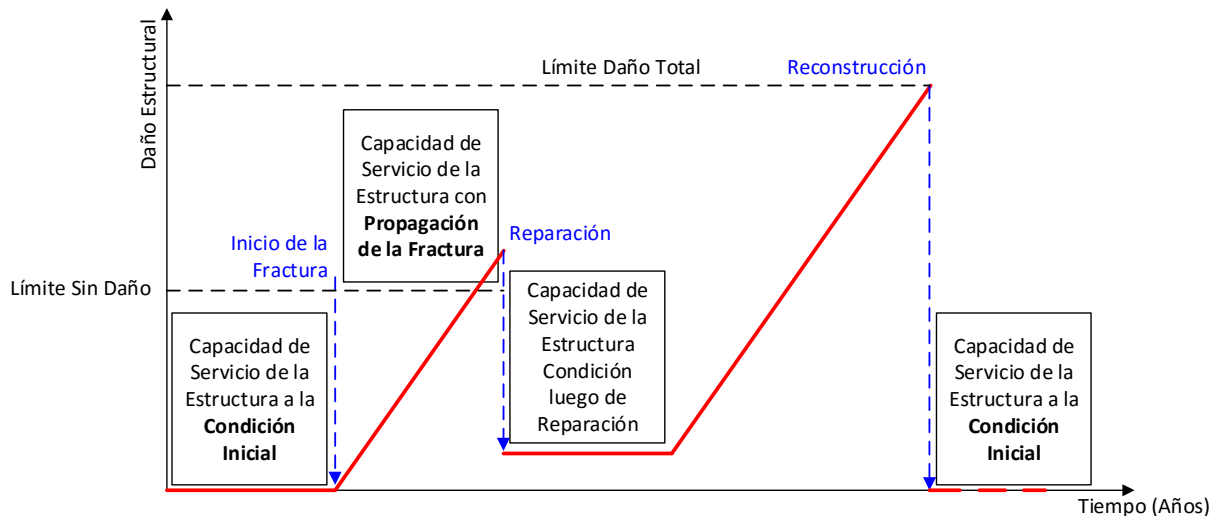 Daño Estructural
Límite Daño Total
Reconstrucción
Capacidad de
Servicio de la
Estructura con
Propagación
de la Fractura
Inicio de la
Fractura
Reparación
Límite Sin Daño
Capacidad de
Servicio de la
Estructura a la
Condición
Inicial
Capacidad de
Servicio de la
Estructura
Condición
luego de
Reparación
Capacidad de
Servicio de la
Estructura a la
Condición
Inicial
Tiempo (Años)